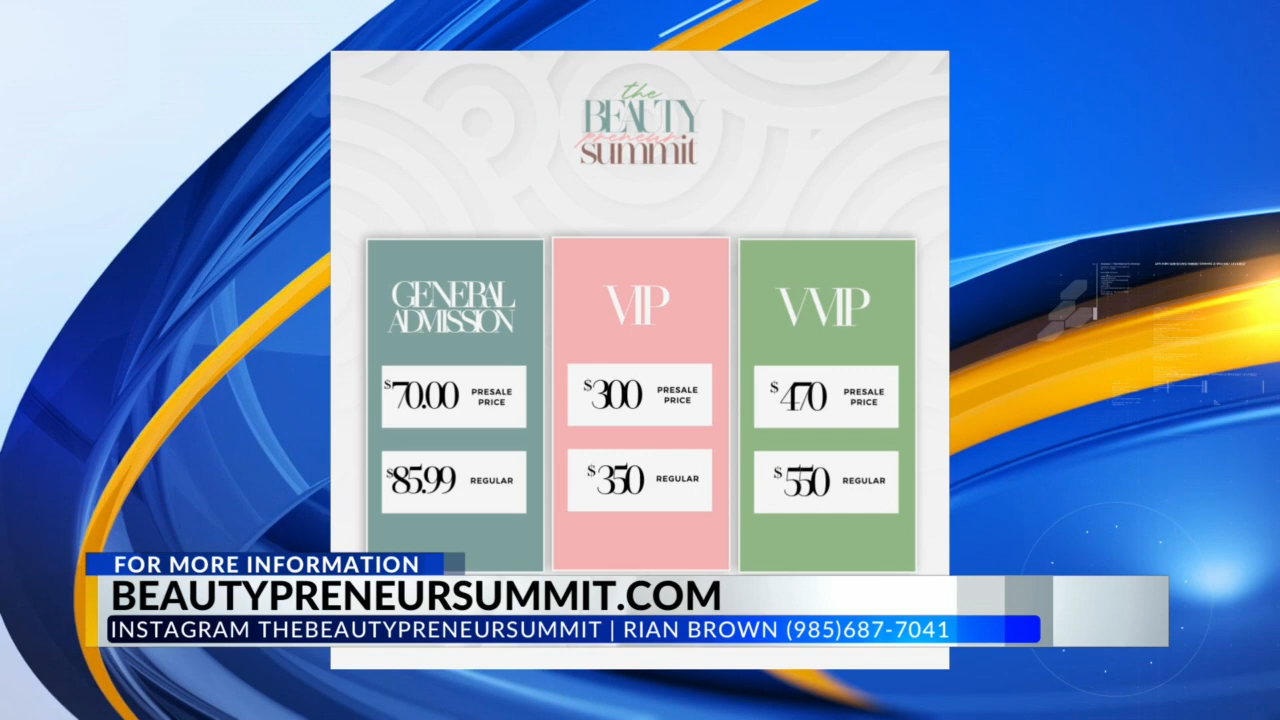 the
BEAUTY
preneur
summit
GENERAL
ADMISSION
$70.00 PRESALE
PRICE
$85.99 REGULAR
VIP
$300 PRESALE
PRICE
$350 REGULAR
VVIP
$470 PRESALE
PRICE
$550 REGULAR
FOR MORE INFORMATION
BEAUTYPRENEURSUMMIT.COM
INSTAGRAM THEBEAUTYPRENEURSUMMIT | RIAN BROWN (985)687-7041